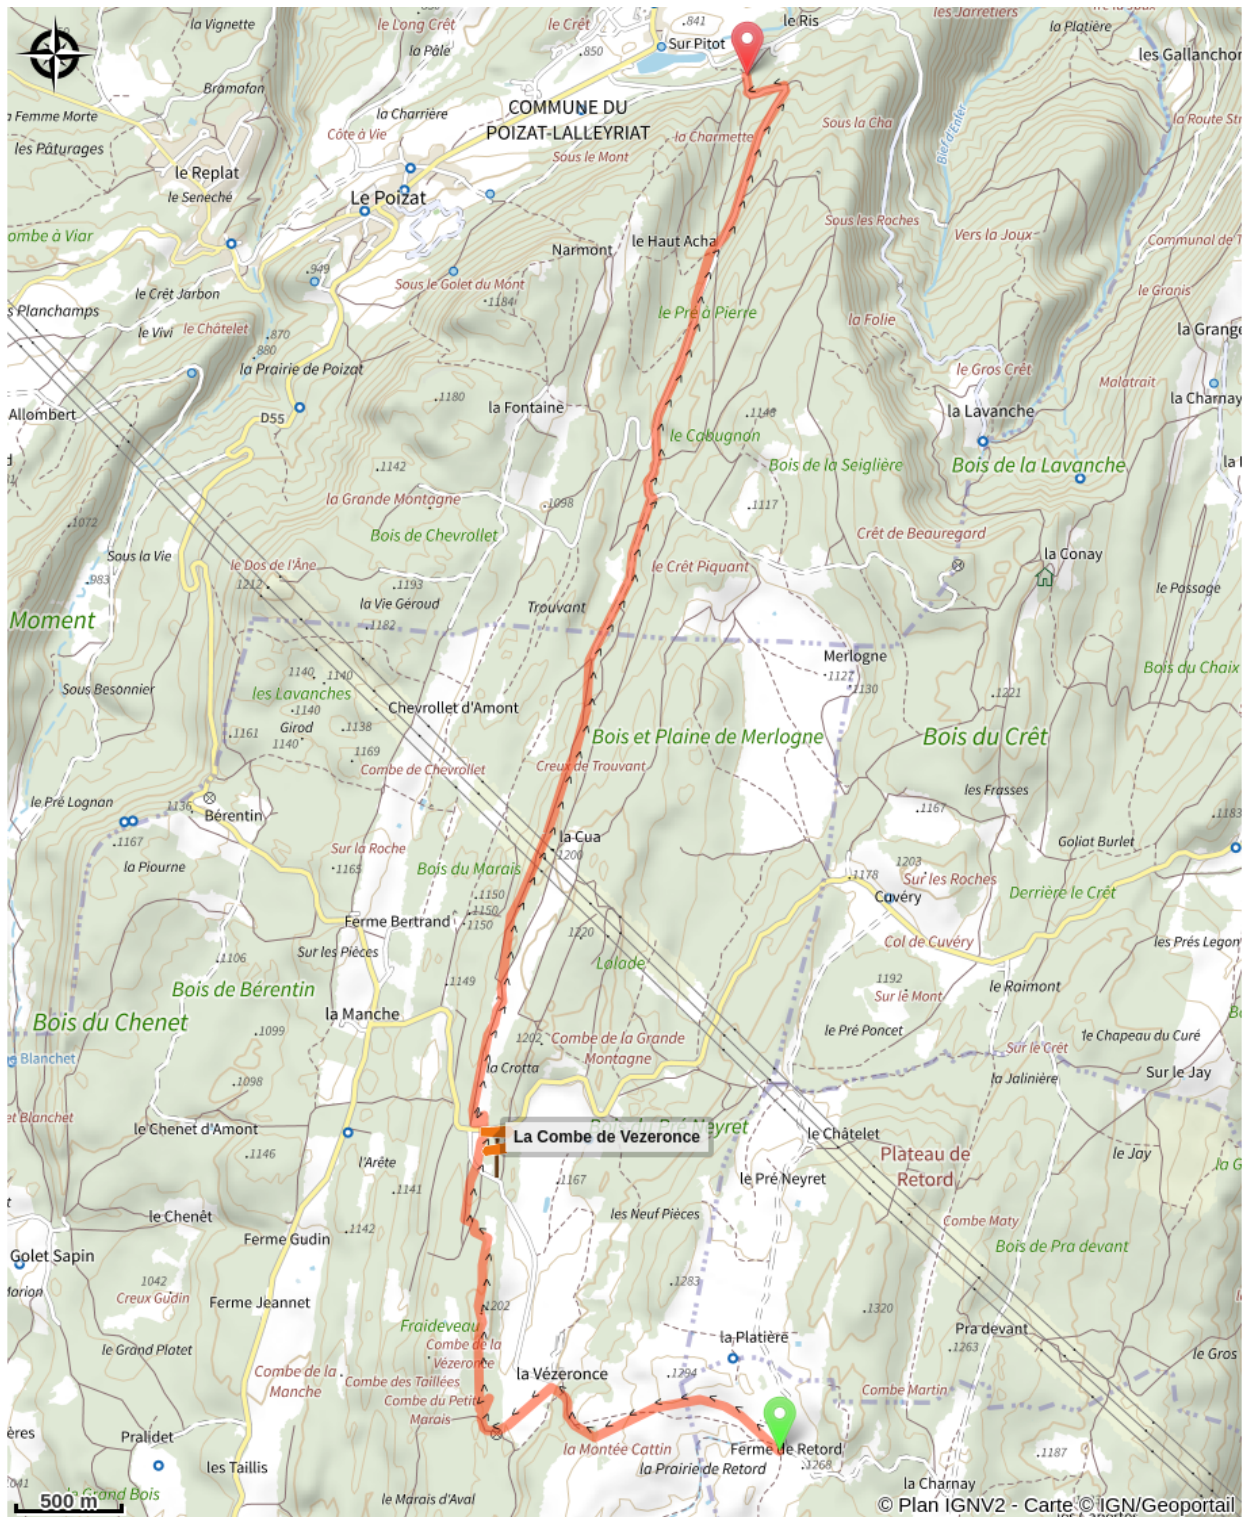 la Vignette
le Long Crêt
le Crêt
.841
le Ris
les Jarretiers
la Platière
la Pâle
.850
Sur Pitot
les Gallanchon
Bramafan
a Femme Morte
la Charrière
COMMUNE DU
POIZAT-LALLEYRIAT
Côte à Vie
la Charmette
Sous la Cha
Bief d'Enfer
la Route Str
les Pâturages
Sous le Mont
le Replat
le Senéché
Le Poizat
Sous les Roches
Vers la Joux
ombe à Viar
Narmont
le Haut Acha
Communal de T
.949
Sous le Golet du Mont
.1184
le Crêt Jarbon
le Granis
s Planchamps
le Vivi
le Châtelet
.870
880
le Pré à Pierre
la Folie
la Grange
la Prairie de Poizat
le Gros Crêt
Malatrait
.1180
la Charnay
Allombert
D55
la Fontaine
.1143
la Lavanche
le Cabugnon
.1142
Bois de la Seiglière
Bois de la Lavanche
la Grande Montagne
.1098
.1117
.1072
Bois de Chevrollet
Crêt de Beauregard
Sous la Vie
le Dos de l'Âne
le Crêt Piquant
la Conay
.983
1212
.1193
la Vie Géroud
Trouvant
le Passage
Moment
.1182
Merlogne
.1127
.1130
Bois du Chaix
Sous Besonnier
1140
.1140
les Lavanches
.1140
Girod
.1138
1140
.1161
.1169
Chevrollet d'Amont
.1221
Bois et Plaine de Merlogne
Bois du Crêt
Combe de Chevrollet
Creux de Trouvant
le Pré Lognan
1136
Bérentin
les Frasses
.1167
.1183
.1167
la Cua
.1200
Goliat Burlet
la Piourne
Sur la Roche
.1165
Bois du Marais
.1178
1203
Sur les Roches
Cavéry
Derrière le Crêt
.1150
.1150
.1150
Ferme Bertrand
1220
Sur les Pièces
Col de Cuvéry
les Prés Legon
.1106
Lalade
Bois de Bérentin
.1149
1192
Sur le Mont
le Raimont
Bois du Chenet
la Manche
.1099
1202
Combe de la Grande
Montagne
le Pré Poncet
le Chapeau du Curé
Blanchet
Sur le Crêt
la Crotta
.1098
la Jalinière
Sur le Jay
et Blanchet
le Chenet d'Amont
Bois du Pré Neyret
La Combe de Vezeronce
le Châtelet
.1146
l'Arête
Plateau de
Retord
le Jay
.1167
.1141
le Pré Neyret
le Chenêt
.1142
les Neuf Pièces
Combe Maty
Golet Sapin
Ferme Gudin
Bois de Pra devant
1042
Creux Gudin
.1283
Ferme Jeannet
1202
.1320
Fraideveau
la Platière
Pra devant
.1263
le Grand Platet
Combe de la
Vézeronce
le Gros
Combe de la
Manche
Combe des Taillées
la Vézeronce
.1294
Combe Martin
Combe du Petit
Marais
Pralidet
la Montée Cattin
Ferme de Retord
.1268
.1187
les Taillis
la Prairie de Retord
la Charnay
le Grand Bois
le Marais d'Aval
500 m
© Plan IGNV2 - Carte © IGN/Geoportail